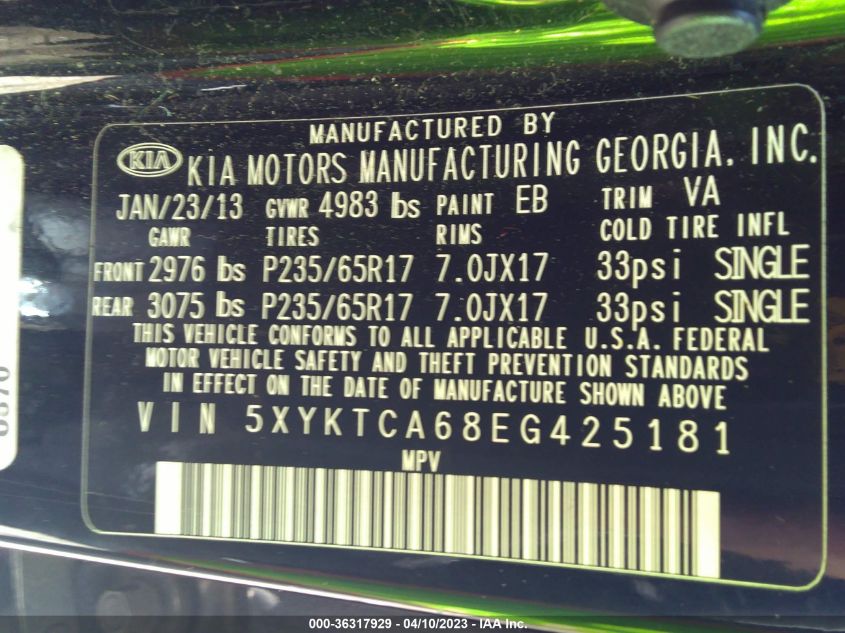 MANUFACTURED BY
KIA KIA MOTORS MANUFACTURING GEORGIA, INC.
JAN/23/13 GVWR 4983 lbs PAINT EB TRIM VA
GAWR TIRES RIMS COLD TIRE INFL
FRONT 2976 lbs P235/65R17 7.0JX17 33psi SINGLE
REAR 3075 lbs P235/65R17 7.0JX17 33psi SINGLE
THIS VEHICLE CONFORMS TO ALL APPLICABLE U.S.A. FEDERAL
MOTOR VEHICLE SAFETY AND THEFT PREVENTION STANDARDS
IN EFFECT ON THE DATE OF MANUFACTURE SHOWN ABOVE
VIN 5XYKTCA68EG425181
MPV
000-36317929 - 04/10/2023 - IAA Inc.